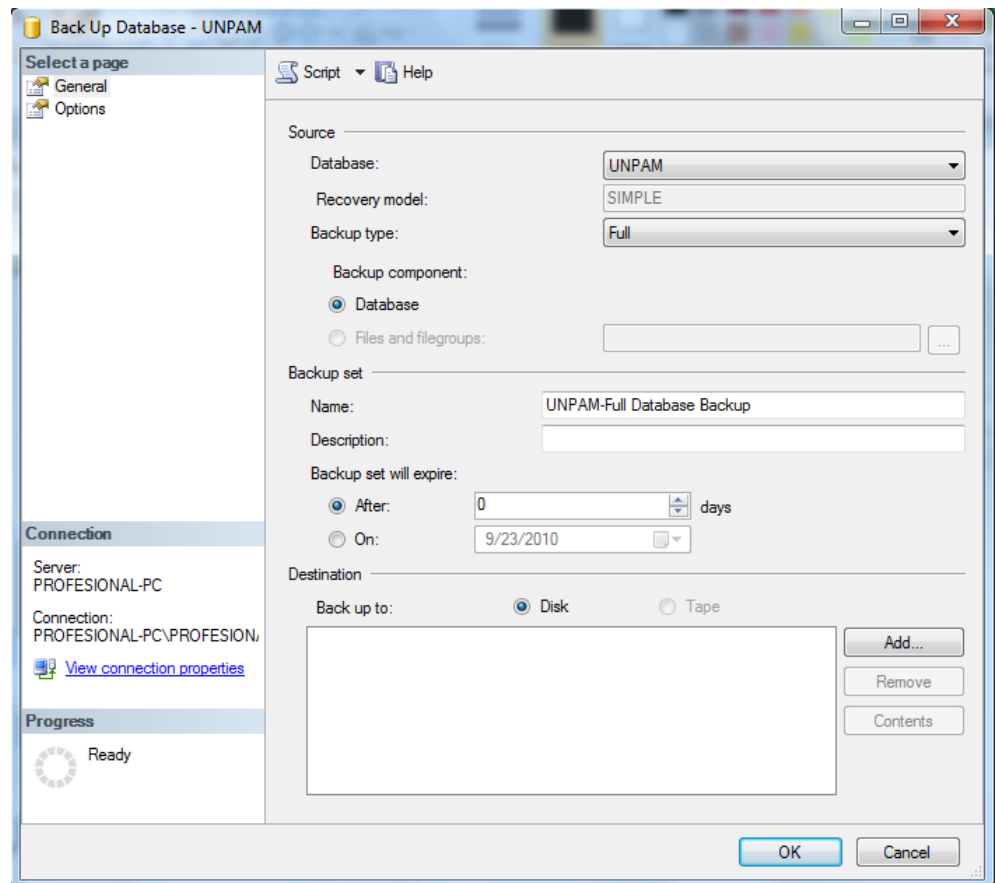 Back Up Database - UNPAM
Select a page
General
Options
Script
Help
Source
Database:
UNPAM
Recovery model:
SIMPLE
Backup type:
Full
Backup component:
Database
Files and filegroups:
...
Backup set
Name:
UNPAM-Full Database Backup
Description:
Backup set will expire:
After:
0
days
On:
9/23/2010
Destination
Back up to:
Disk
Tape
Add...
Remove
Contents
Connection
Server:
PROFESIONAL-PC
Connection:
PROFESIONAL-PC\PROFESION
View connection properties
Progress
Ready
OK
Cancel